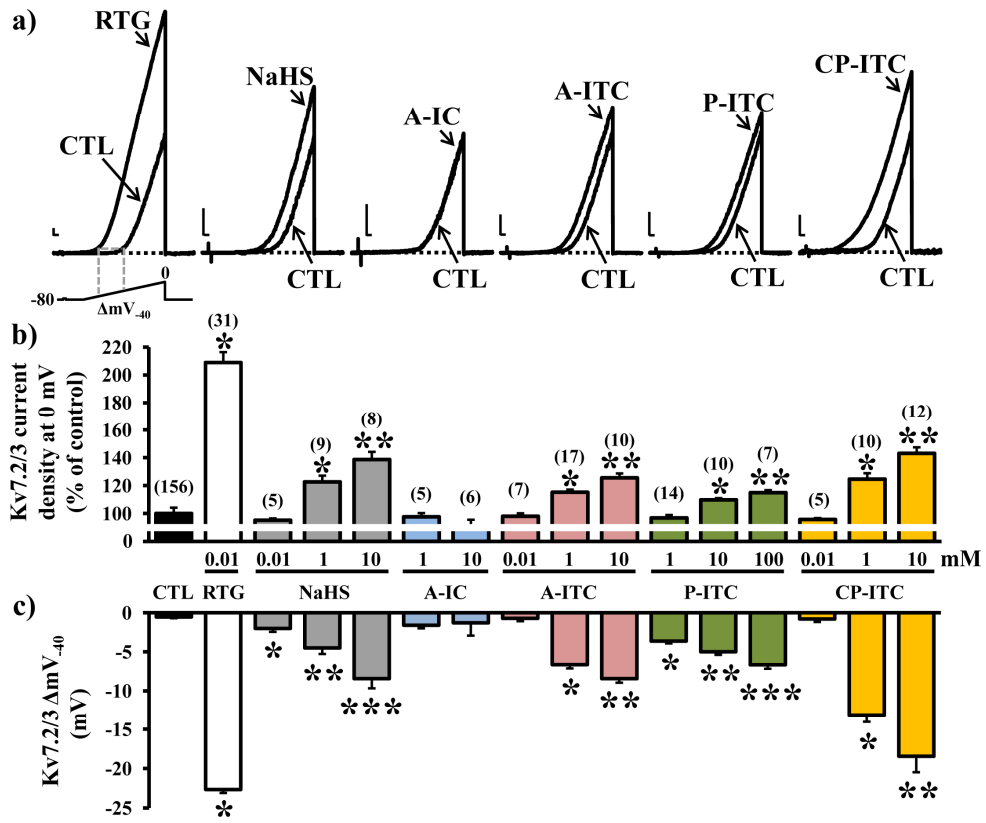 a)
RTG
CTL
NaHS
CTL
A-IC
CTL
A-ITC
CTL
P-ITC
CTL
CP-ITC
CTL
0
-80
ΔmV-40
b)
Kv7.2/3 current
density at 0 mV
(% of control)
220
200
180
160
140
120
100
80
0
(156)
(31)
*
(5)
(9)
*
(8)
**
(5)
(6)
(7)
(17)
*
(10)
**
(14)
(10)
*
(7)
**
(5)
(10)
*
(12)
**
0.01 0.01 1 10 1 10 0.01 1 10 1 10 100 0.01 1 10 mM
CTL RTG NaHS A-IC A-ITC P-ITC CP-ITC
c)
Kv7.2/3 ΔmV-40
(mV)
0
-5
-10
-15
-20
-25
*
*
**
***
*
**
*
**
***
*
**